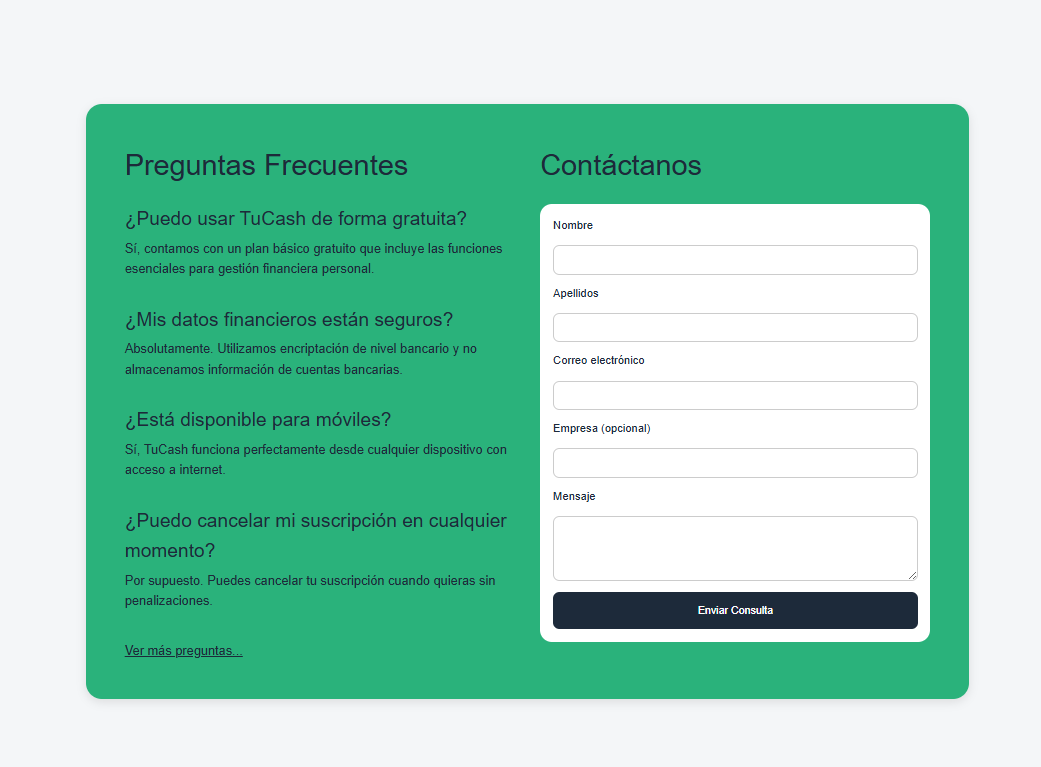 Preguntas Frecuentes
¿Puedo usar TuCash de forma gratuita?
Sí, contamos con un plan básico gratuito que incluye las funciones
esenciales para gestión financiera personal.
¿Mis datos financieros están seguros?
Absolutamente. Utilizamos encriptación de nivel bancario y no
almacenamos información de cuentas bancarias.
¿Está disponible para móviles?
Sí, TuCash funciona perfectamente desde cualquier dispositivo con
acceso a internet.
¿Puedo cancelar mi suscripción en cualquier
momento?
Por supuesto. Puedes cancelar tu suscripción cuando quieras sin
penalizaciones.
Ver más preguntas...
Contáctanos
Nombre
Apellidos
Correo electrónico
Empresa (opcional)
Mensaje
Enviar Consulta